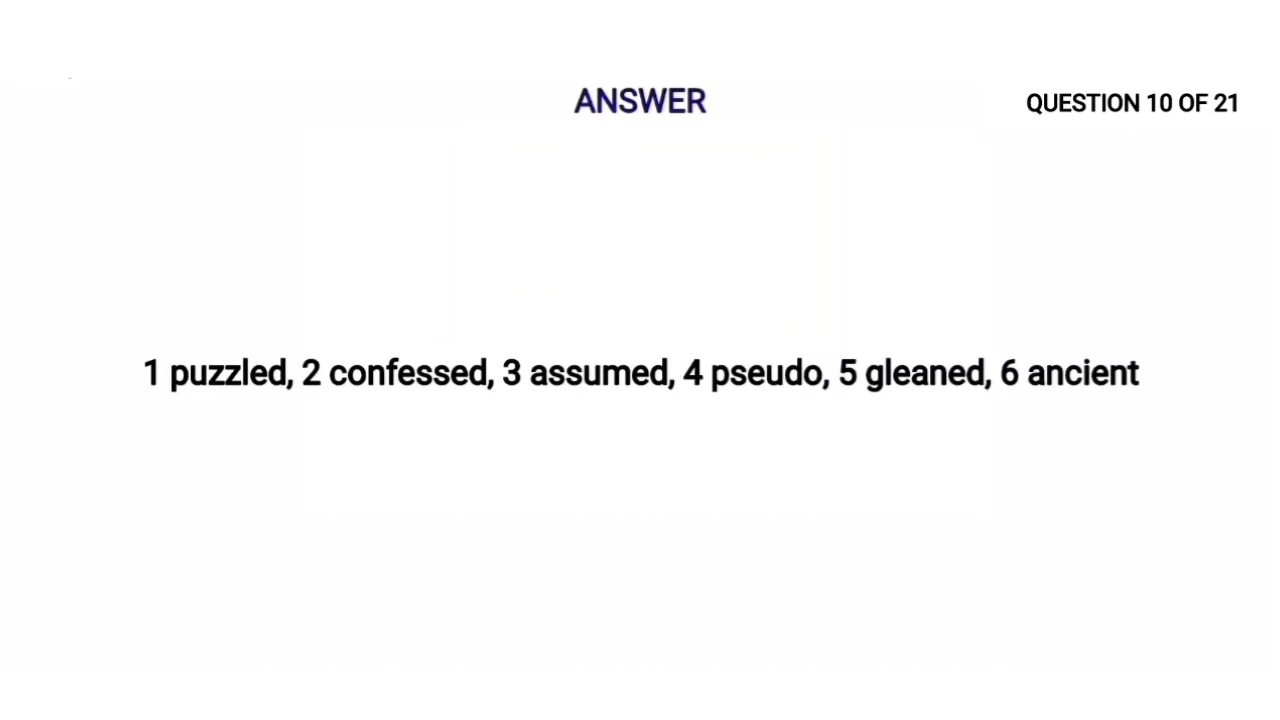 ANSWER
QUESTION 10 OF 21
1 puzzled, 2 confessed, 3 assumed, 4 pseudo, 5 gleaned, 6 ancient